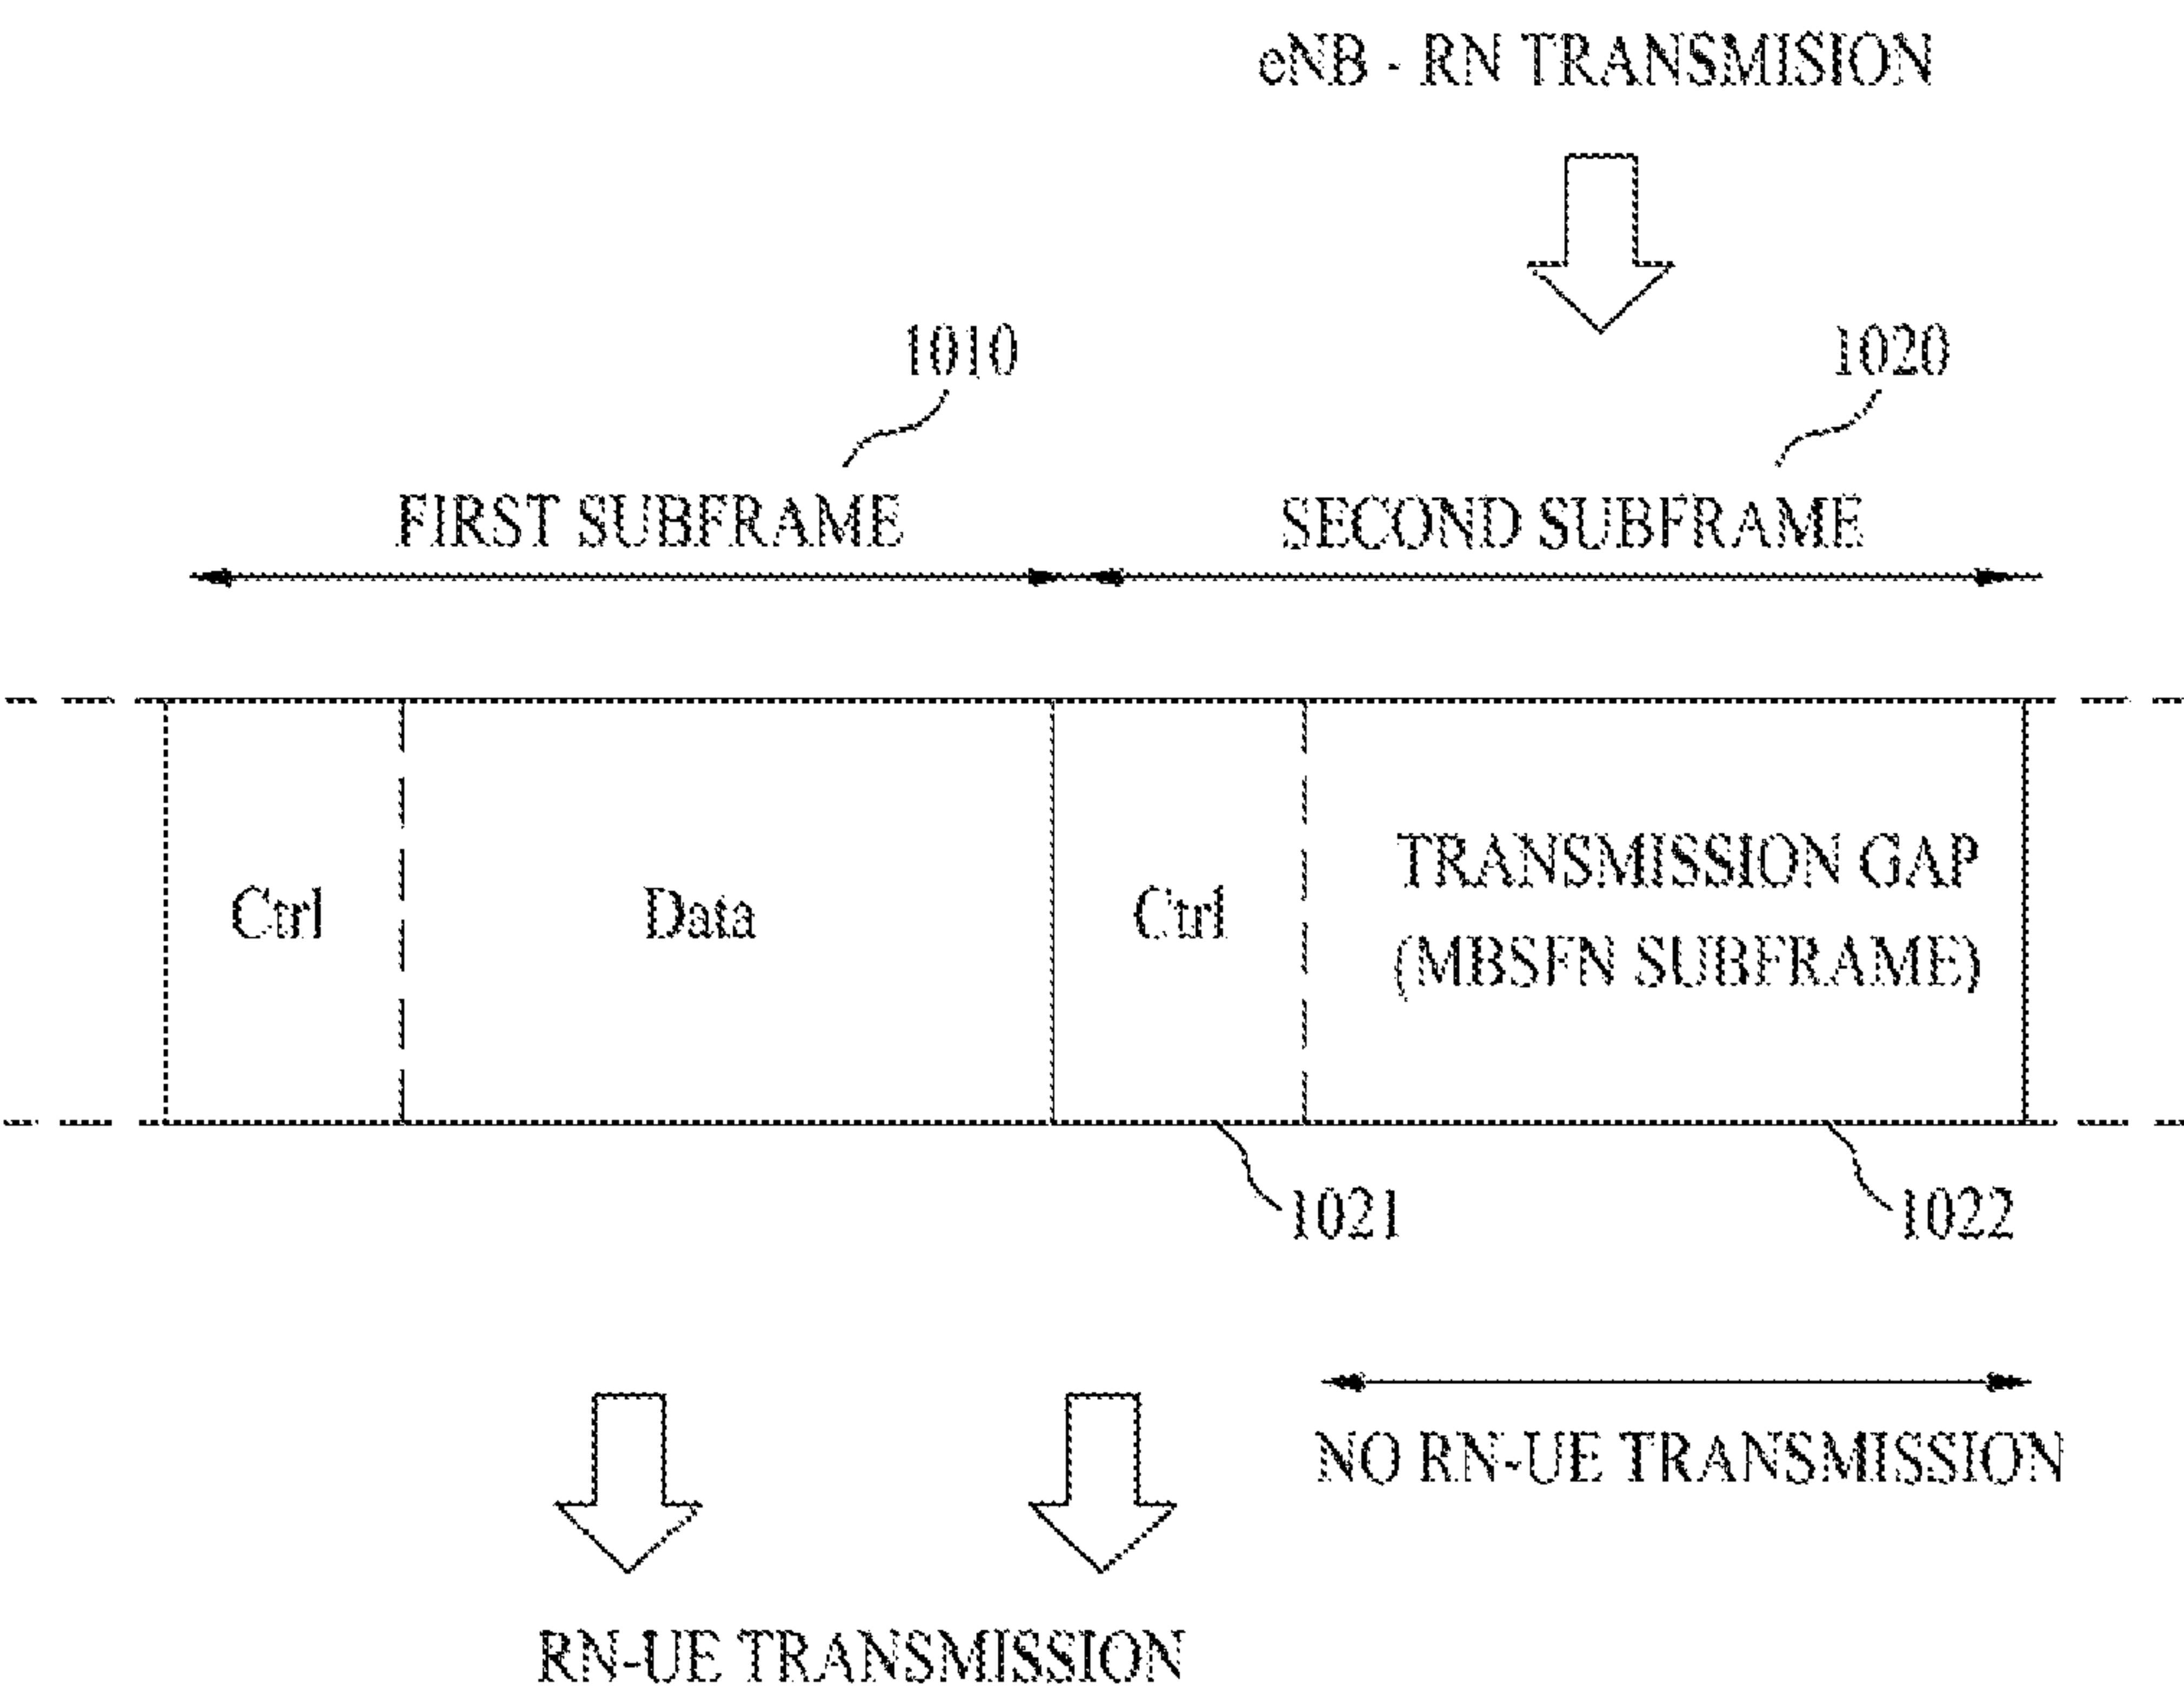 eNB - RN TRANSMISION
1010
1020
FIRST SUBFRAME
SECOND SUBFRAME
Ctrl
Data
Ctrl
TRANSMISSION GAP
(MBSFN SUBFRAME)
1021
1022
NO RN-UE TRANSMISSION
RN-UE TRANSMISSION